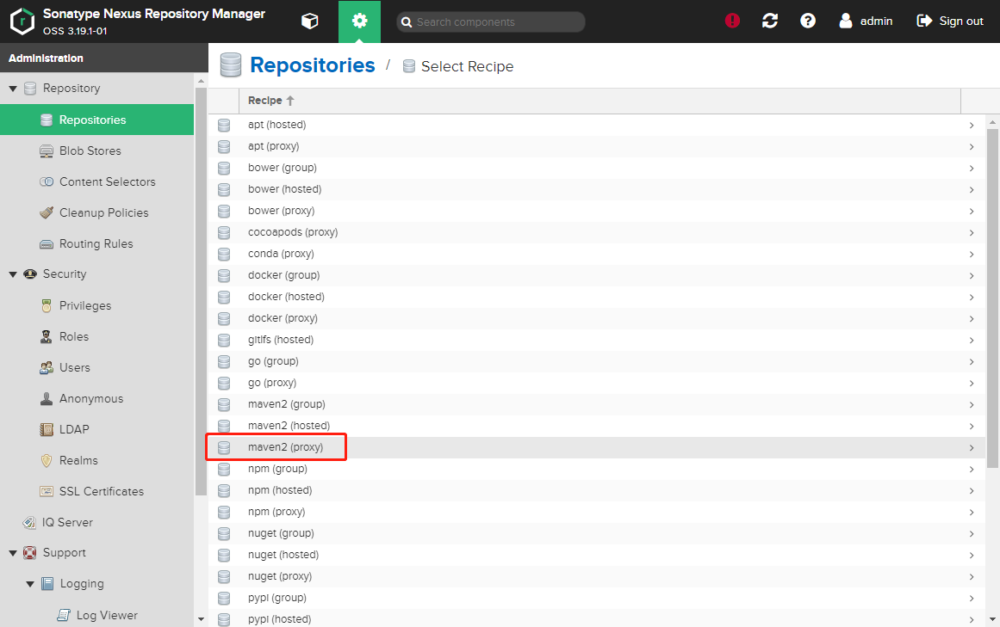 Sonatype Nexus Repository Manager
OSS 3.19.1-01
Search components
admin
Sign out
Administration
Repository
Repositories
Blob Stores
Content Selectors
Cleanup Policies
Routing Rules
Security
Privileges
Roles
Users
Anonymous
LDAP
Realms
SSL Certificates
IQ Server
Support
Logging
Log Viewer
Repositories / Select Recipe
Recipe
apt (hosted)
apt (proxy)
bower (group)
bower (hosted)
bower (proxy)
cocoapods (proxy)
conda (proxy)
docker (group)
docker (hosted)
docker (proxy)
gitlfs (hosted)
go (group)
go (proxy)
maven2 (group)
maven2 (hosted)
maven2 (proxy)
npm (group)
npm (hosted)
npm (proxy)
nuget (group)
nuget (hosted)
nuget (proxy)
pypi (group)
pypi (hosted)